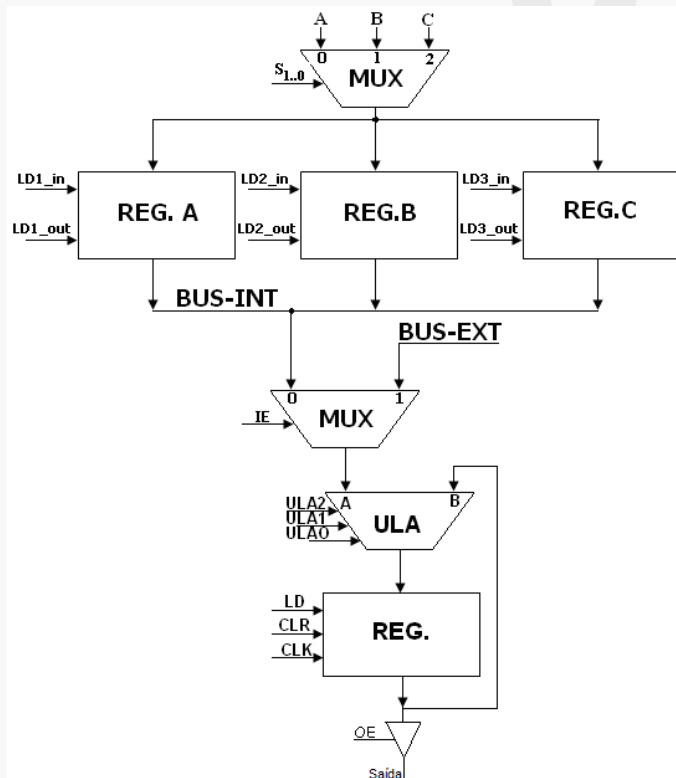 A B C
0 1 2
MUX
S1..0
LD1_in LD2_in LD3_in
REG. A REG.B REG.C
LD1_out LD2_out LD3_out
BUS-INT
BUS-EXT
0 1
MUX
IE
A B
ULA2
ULA1
ULA0
ULA
LD
CLR
CLK
REG.
OE
Saída